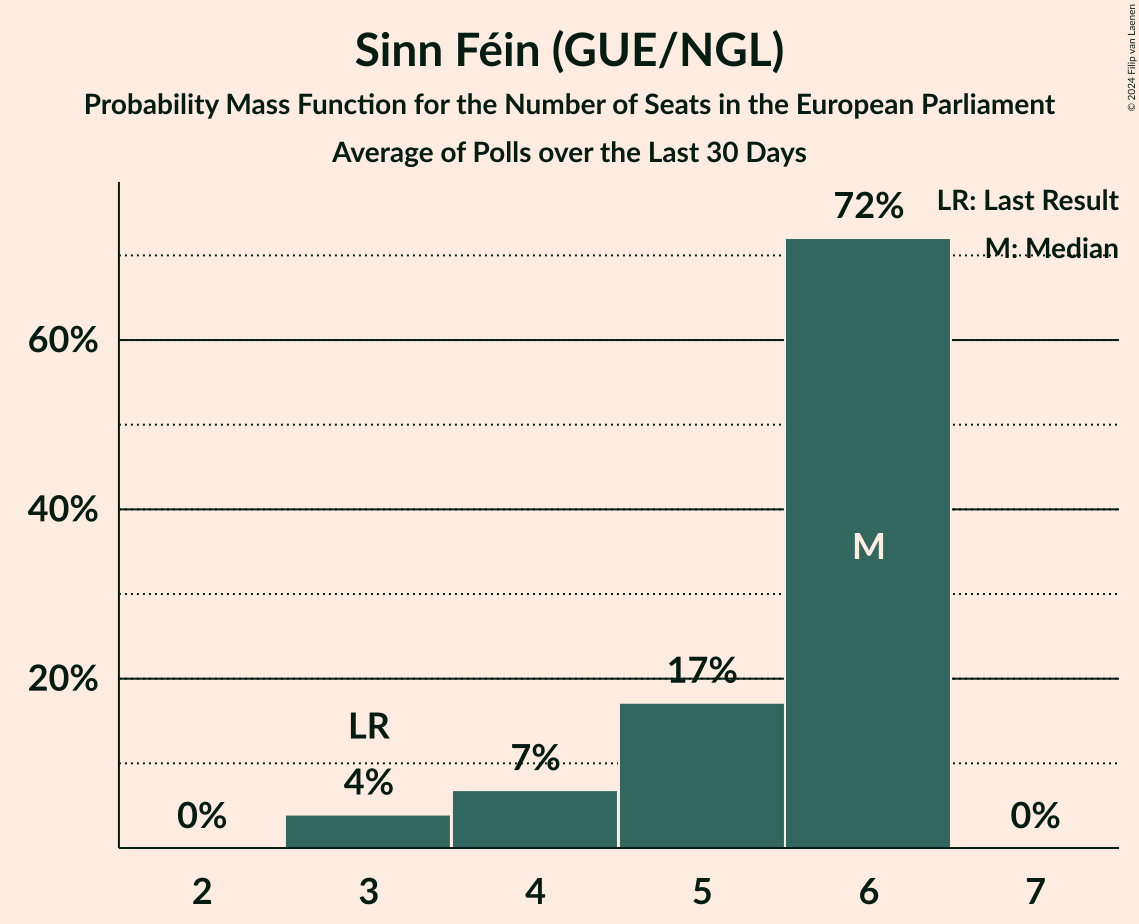 Sinn Féin (GUE/NGL)
Probability Mass Function for the Number of Seats in the European Parliament
Average of Polls over the Last 30 Days
© 2024 Filip van Laenen
LR: Last Result
M: Median
60%
40%
20%
0%
LR
4%
7%
17%
72%
M
0%
2 3 4 5 6 7